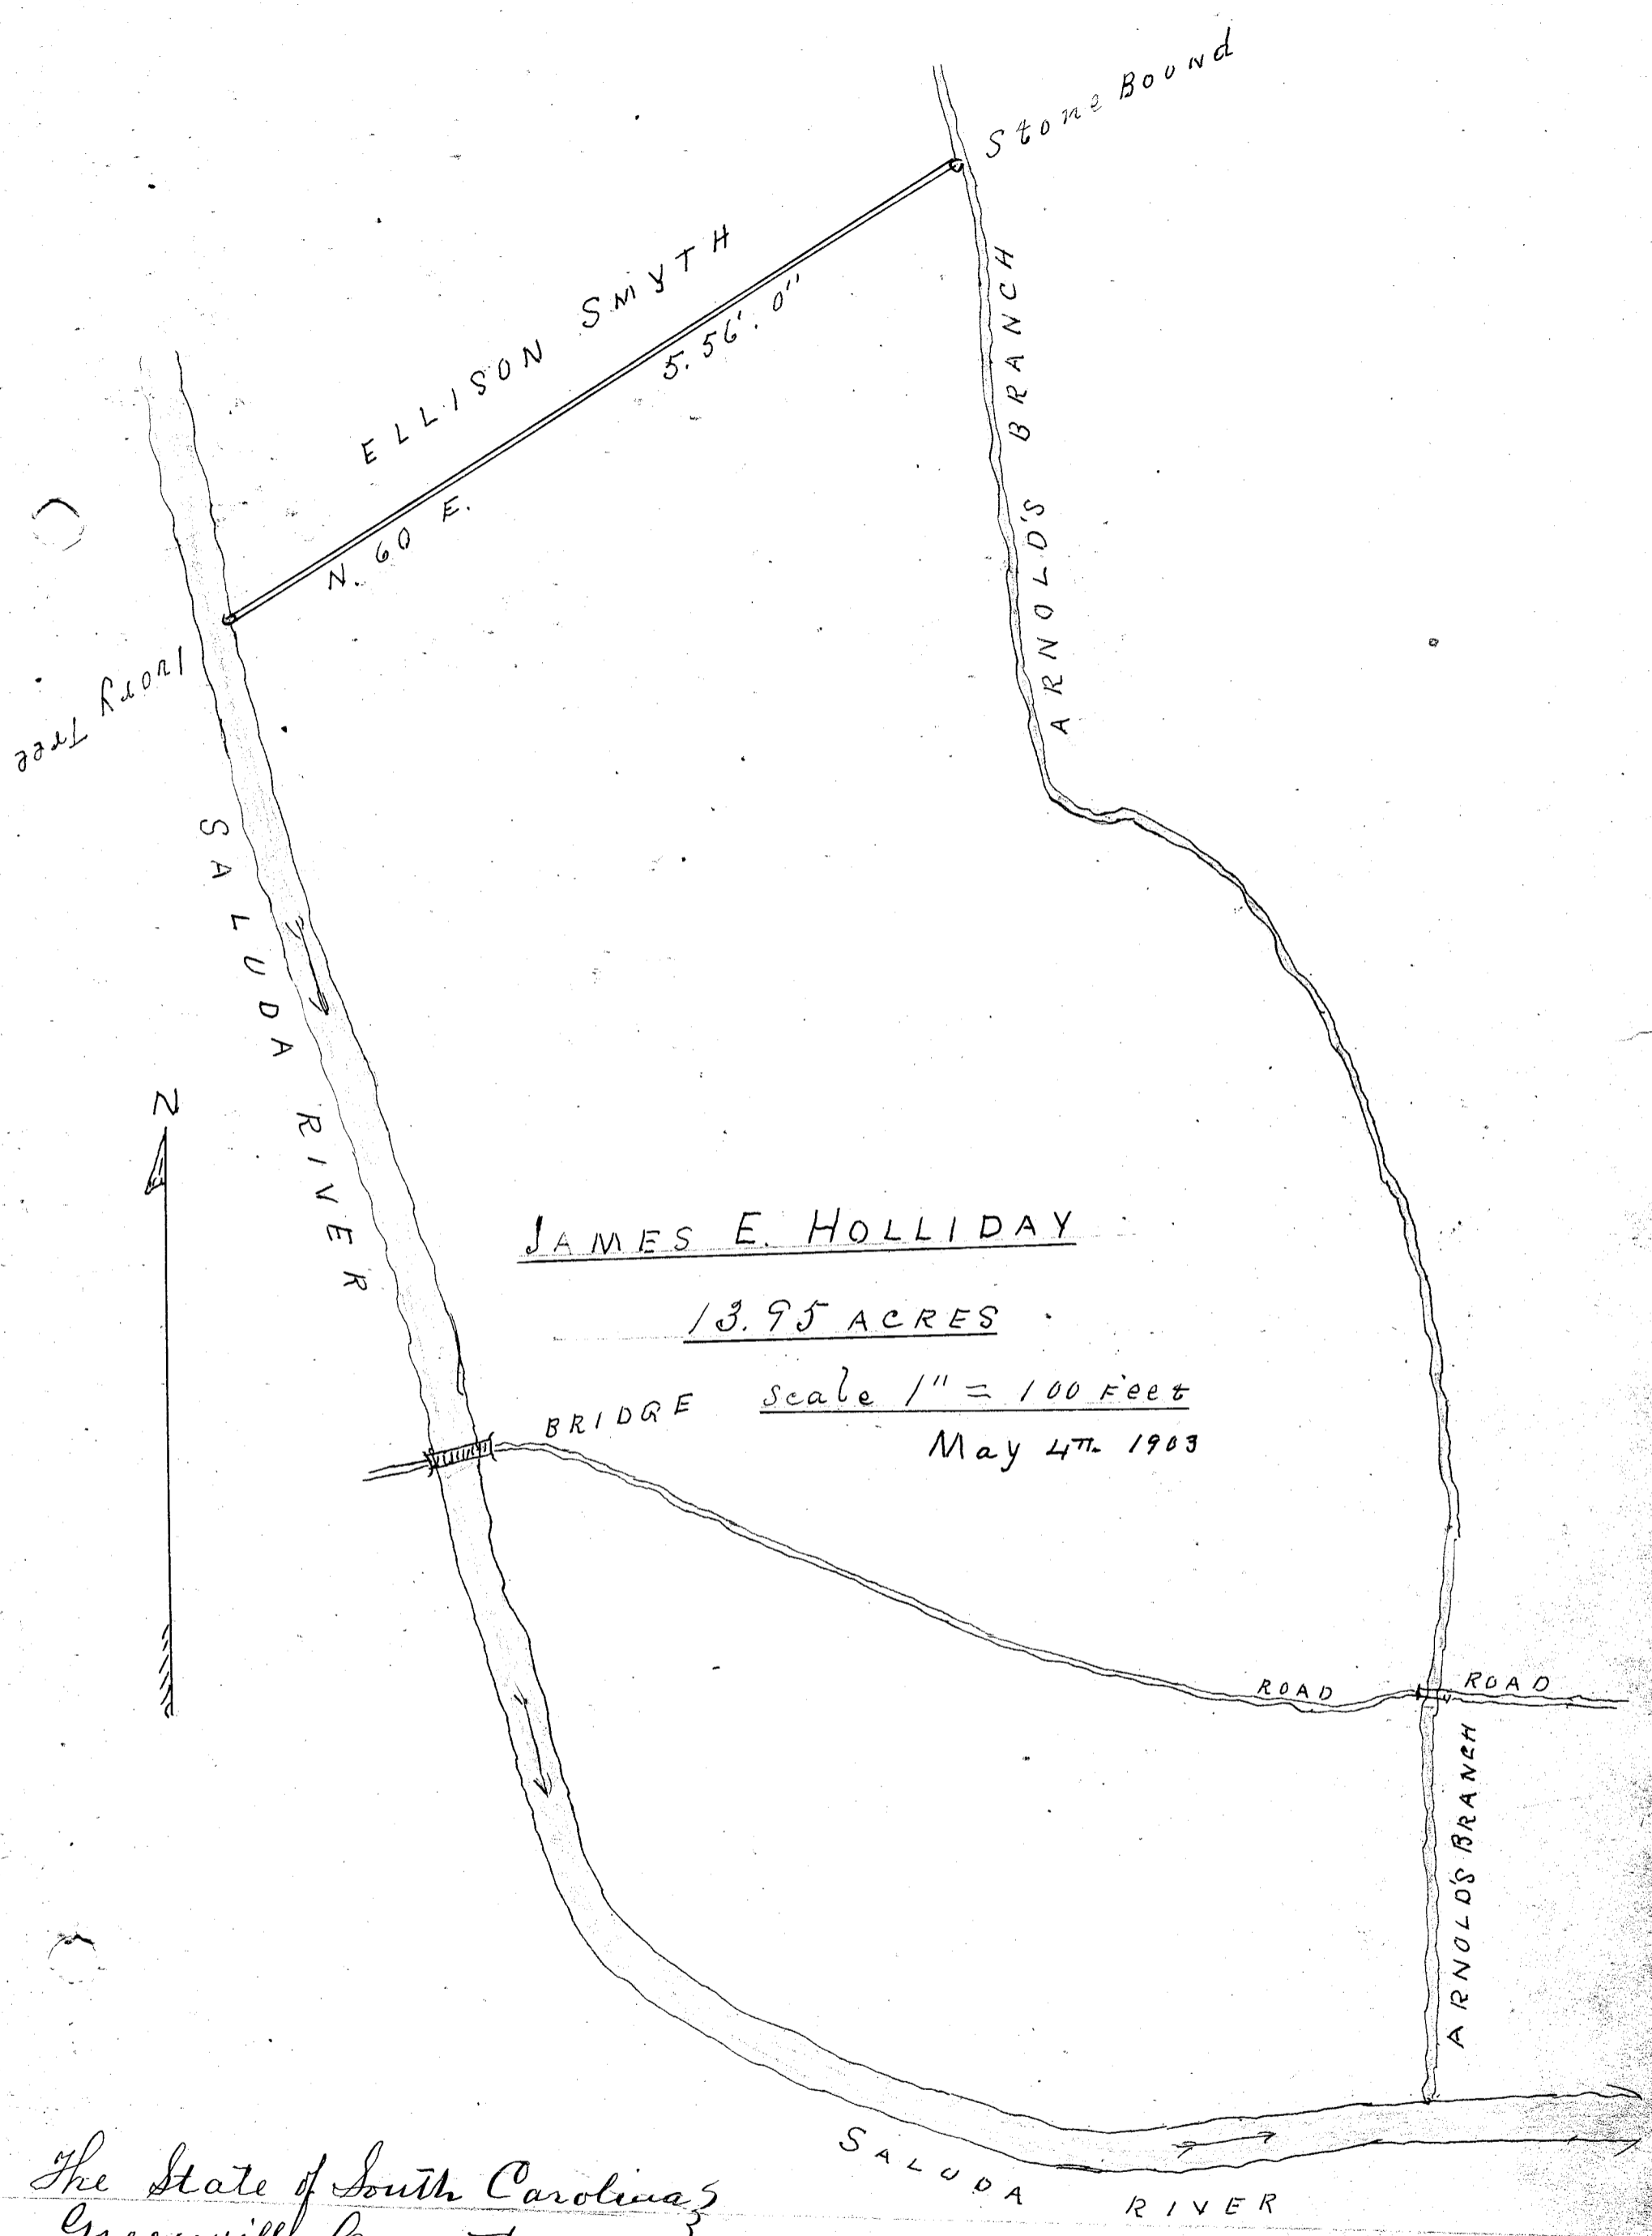 Stone Bound
ELLISON SMYTH
5.56'.0"
N. 60 E.
ARNOLD'S BRANCH
Ivory Tree
SALUDA RIVER
N
JAMES E. HOLLIDAY
13.95 ACRES
Scale 1" = 100 Feet
May 4TH 1903
BRIDGE
ROAD
ROAD
ARNOLD'S BRANCH
SALUDA RIVER
The State of South Carolina
Greenville County